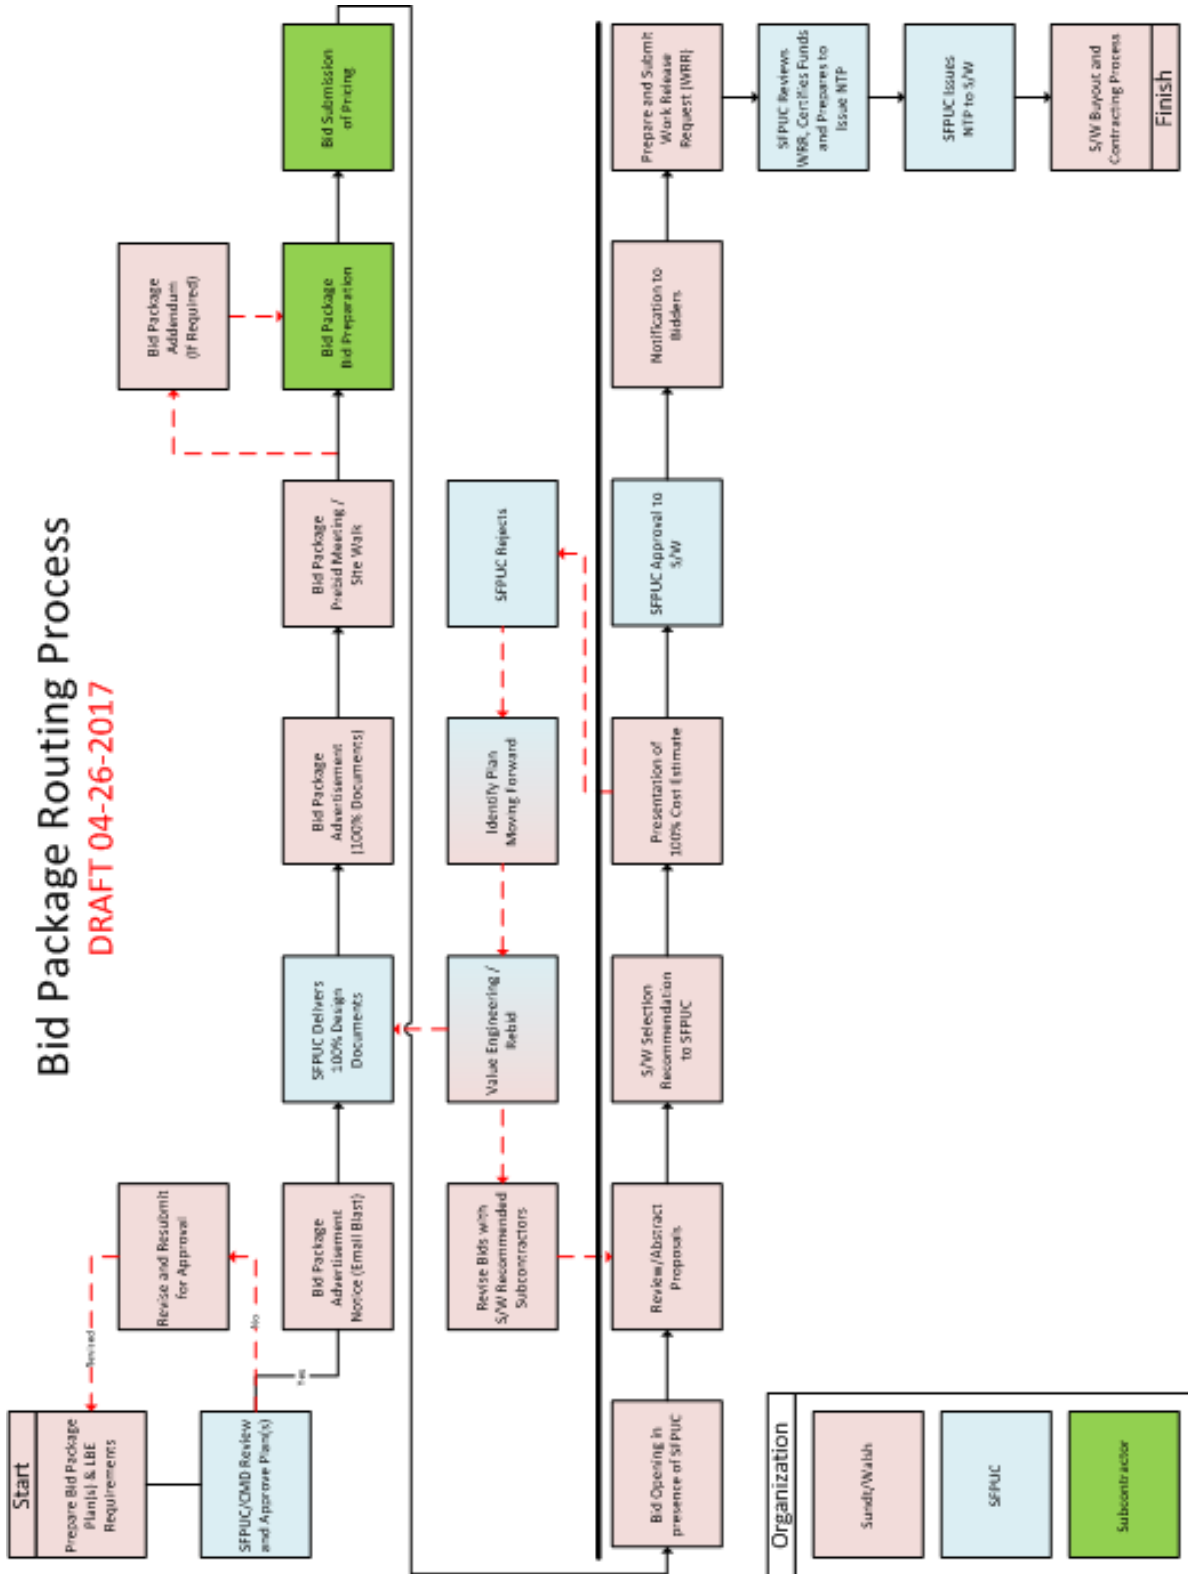 Bid Package Routing Process
DRAFT 04-26-2017
Start
Prepare Bid Package
Plan(s) & LBE
Requirements
SFPUC/CMD Review
and Approve Plan(s)
Revised
No
Yes
Revise and Resubmit
for Approval
Bid Package
Advertisement
Notice (Email Blast)
SFPUC Delivers
100% Design
Documents
Bid Package
Advertisement
(100% Documents)
Bid Package
Prebid Meeting /
Site Walk
Bid Package
Addendum
(If Required)
Bid Package
Bid Preparation
Bid Submission
of Pricing
Revise Bids with
S/W Recommended
Subcontractors
Value Engineering /
Rebid
Identify Plan
Moving Forward
SFPUC Rejects
Bid Opening in
presence of SFPUC
Review/Abstract
Proposals
S/W Selection
Recommendation
to SFPUC
Presentation of
100% Cost Estimate
SFPUC Approval to
S/W
Notification to
Bidders
Prepare and Submit
Work Release
Request (WRR)
SFPUC Reviews
WRR, Certifies Funds
and Prepares to
Issue NTP
SFPUC Issues
NTP to S/W
S/W Buyout and
Contracting Process
Finish
Organization
Sundt/Walsh
SFPUC
Subcontractor